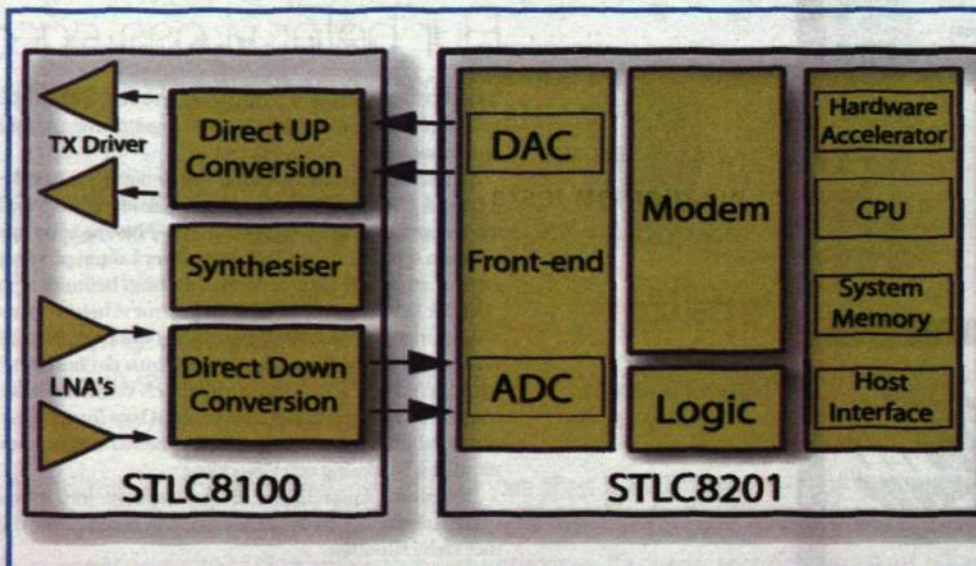 TX Driver
Direct UP
Conversion
Synthesiser
LNA's
Direct Down
Conversion
STLC8100
DAC
Front-end
ADC
Modem
Logic
Hardware
Accelerator
CPU
System
Memory
Host
Interface
STLC8201